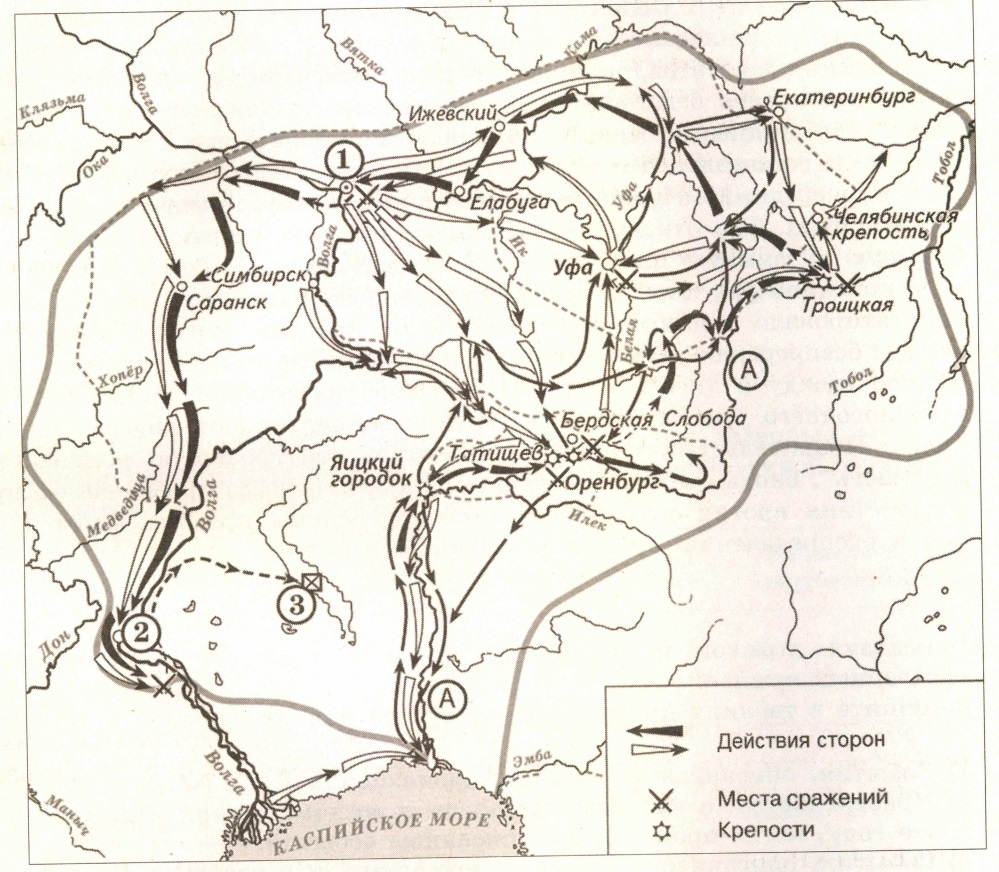 Клязьма
Волга
Вятка
Кама
Ока
Ижевский
Екатеринбург
Тобол
1
Елабуга
Уфа
Челябинская
крепость
Волга
Ик
Симбирск
Саранск
Уфа
Троицкая
Белая
Хопёр
А
Тобол
Бердская Слобода
Татищев
Яицкий
городок
Оренбург
Медведица
Волга
Илек
3
2
Дон
А
Волга
Эмба
Маныч
КАСПИЙСКОЕ МОРЕ
Действия сторон
Места сражений
Крепости